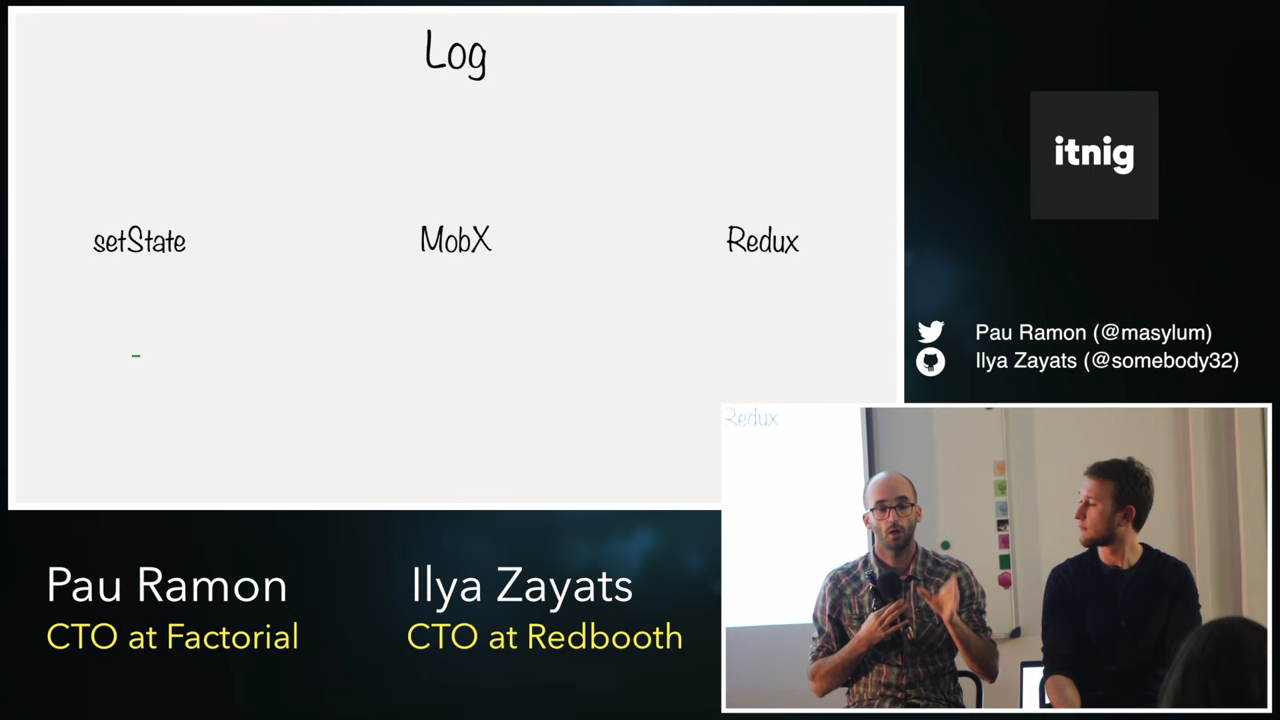 Log
setState
MobX
Redux
-
itnig
Pau Ramon (@masylum)
Ilya Zayats (@somebody32)
Redux
Pau Ramon
CTO at Factorial
Ilya Zayats
CTO at Redbooth